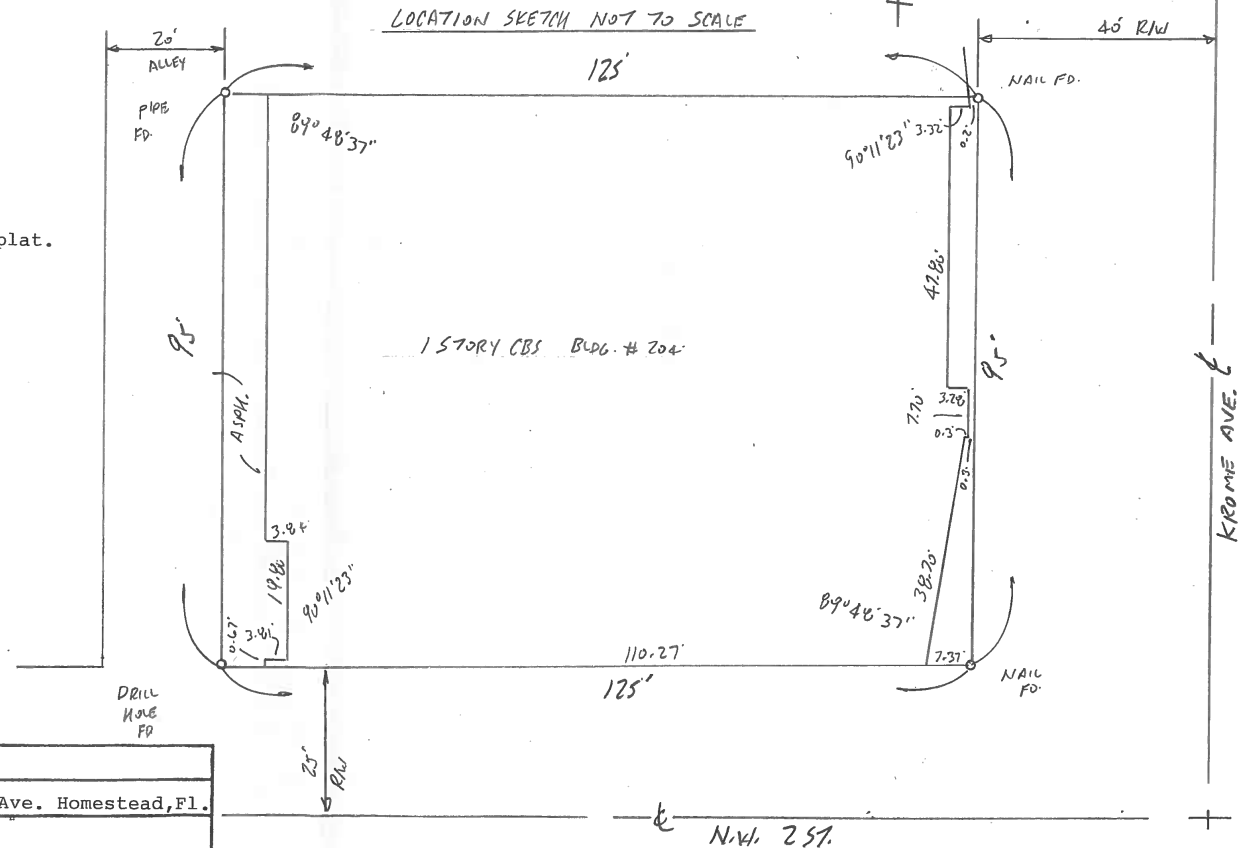 LOCATION SKETCH NOT TO SCALE
20'
ALLEY
125'
40' R/W
PIPE
FD.
NAIL FD.
89°48'37"
90°11'23"
3.32'
0.2'
plat.
95'
47.80'
1 STORY CBS BLDG. # 204
95'
ASPH.
7.70'
3.28'
0.3'
0.3
KROME AVE. ℄
3.84'
19.80'
90°11'23"
38.70'
89°48'37"
0.67'
3.81'
110.27'
7.37'
125'
NAIL
FD.
DRILL
HOLE
FD
25'
R/W
Ave. Homestead,Fl.
℄
N.W. 2 ST.